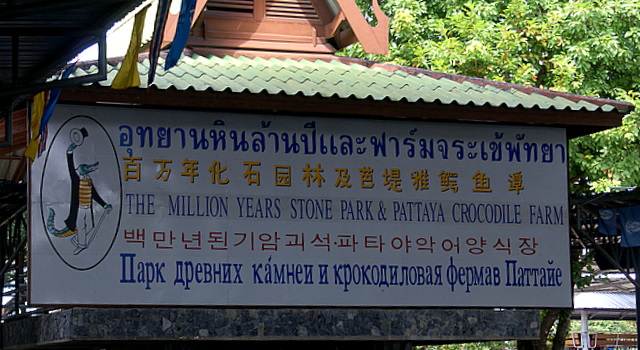 อุทยานหินล้านปีและฟาร์มจระเข้พัทยา
百万年化石园林及芭堤雅鳄鱼潭
THE MILLION YEARS STONE PARK & PATTAYA CROCODILE FARM
백만년된기암괴석·파타야악어양식장
Парк древних ка́мнеи и крокодиловая фермав Паттайе